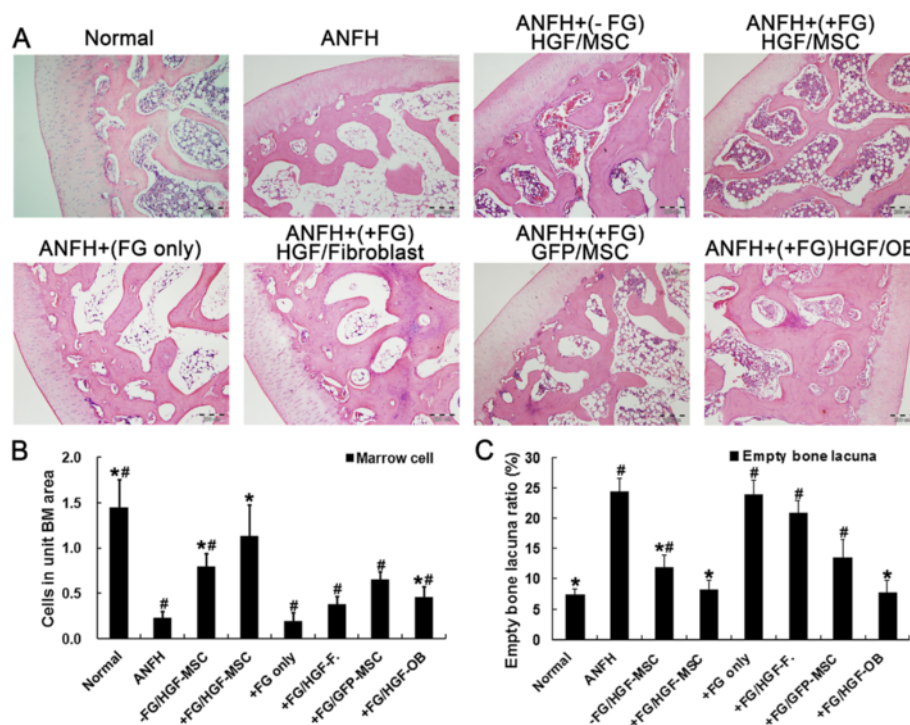 A
Normal
ANFH
ANFH+(- FG)
HGF/MSC
ANFH+(+FG)
HGF/MSC
ANFH+(FG only)
ANFH+(+FG)
HGF/Fibroblast
ANFH+(+FG)
GFP/MSC
ANFH+(+FG)HGF/OB
B
Marrow cell
Cells in unit BM area
2.0
1.5
1.0
0.5
0.0
*#
#
*#
*
#
#
#
*#
Normal
ANFH
-FG/HGF-MSC
+FG/HGF-MSC
+FG only
+FG/HGF-F.
+FG/GFP-MSC
+FG/HGF-OB
C
Empty bone lacuna
Empty bone lacuna ratio (%)
30
25
20
15
10
5
0
*
#
*#
*
#
#
#
*
Normal
ANFH
-FG/HGF-MSC
+FG/HGF-MSC
+FG only
+FG/HGF-F.
+FG/GFP-MSC
+FG/HGF-OB